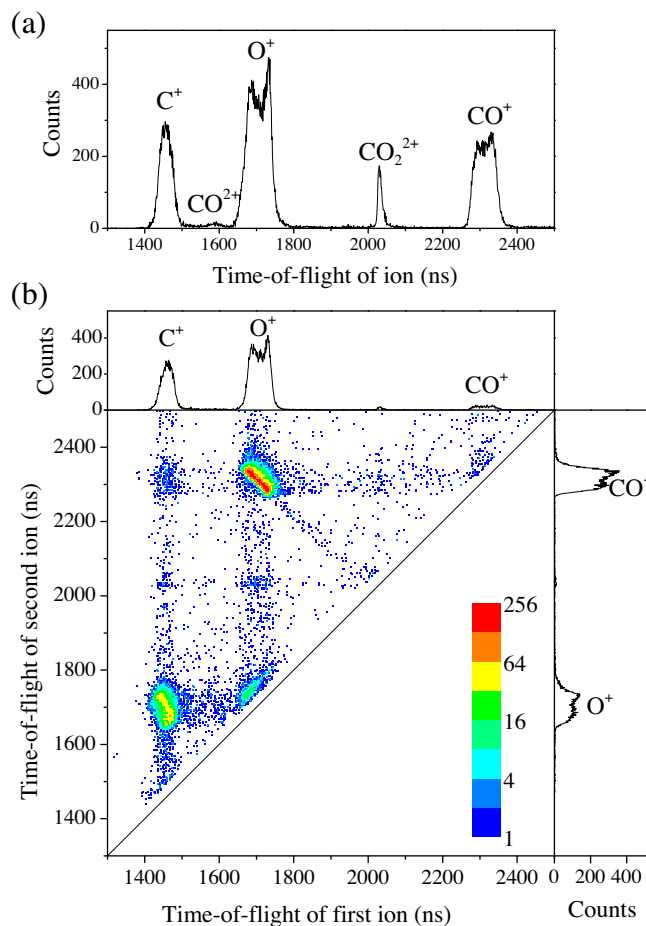 (a)
Counts
400
200
0
C⁺
CO²⁺
O⁺
CO₂²⁺
CO⁺
1400 1600 1800 2000 2200 2400
Time-of-flight of ion (ns)
(b)
Counts
400
200
0
C⁺
O⁺
CO⁺
Time-of-flight of second ion (ns)
2400
2200
2000
1800
1600
1400
256
64
16
4
1
CO⁺
O⁺
1400 1600 1800 2000 2200 2400
0 200 400
Time-of-flight of first ion (ns)
Counts